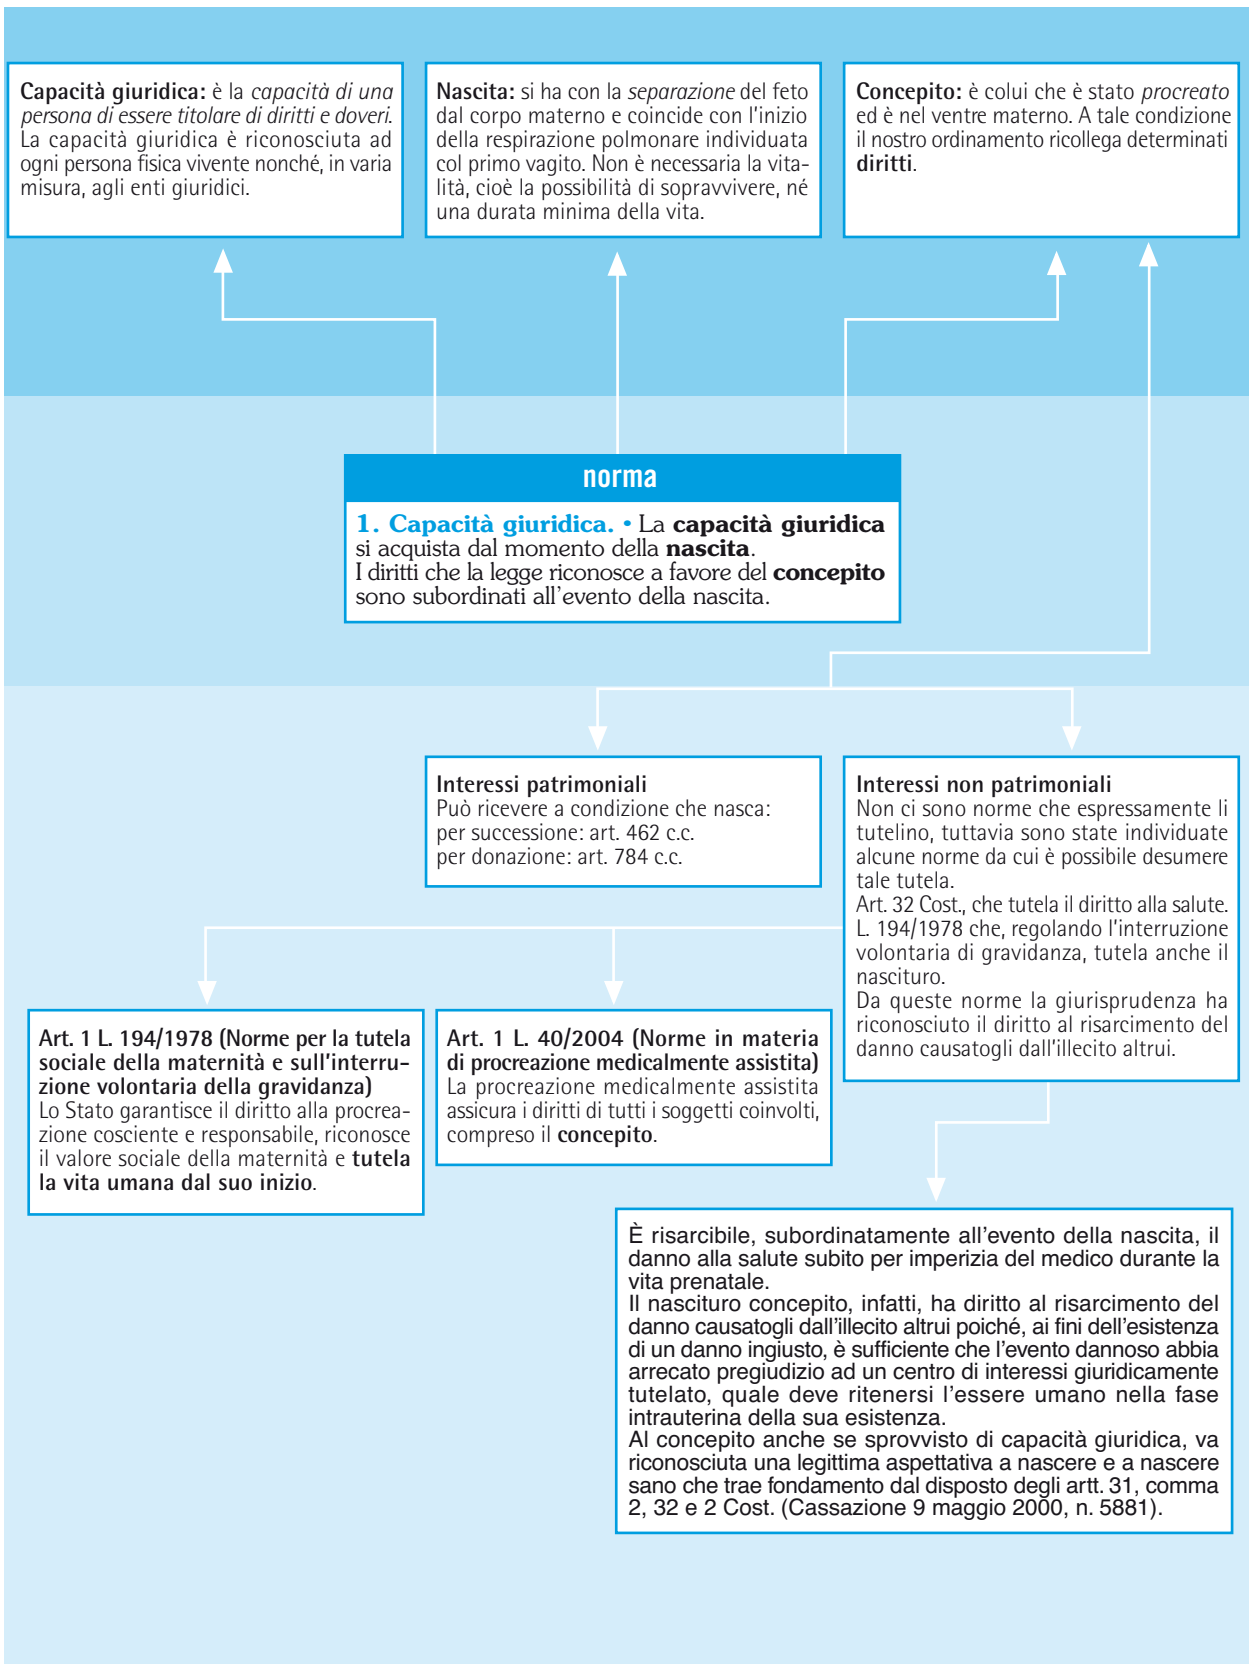 Capacità giuridica: è la capacità di una
persona di essere titolare di diritti e doveri.
La capacità giuridica è riconosciuta ad
ogni persona fisica vivente nonché, in varia
misura, agli enti giuridici.
Nascita: si ha con la separazione del feto
dal corpo materno e coincide con l'inizio
della respirazione polmonare individuata
col primo vagito. Non è necessaria la vita-
lità, cioè la possibilità di sopravvivere, né
una durata minima della vita.
Concepito: è colui che è stato procreato
ed è nel ventre materno. A tale condizione
il nostro ordinamento ricollega determinati
diritti.
norma
1. Capacità giuridica. • La capacità giuridica
si acquista dal momento della nascita.
I diritti che la legge riconosce a favore del concepito
sono subordinati all'evento della nascita.
Interessi patrimoniali
Può ricevere a condizione che nasca:
per successione: art. 462 c.c.
per donazione: art. 784 c.c.
Interessi non patrimoniali
Non ci sono norme che espressamente li
tutelino, tuttavia sono state individuate
alcune norme da cui è possibile desumere
tale tutela.
Art. 32 Cost., che tutela il diritto alla salute.
L. 194/1978 che, regolando l'interruzione
volontaria di gravidanza, tutela anche il
nascituro.
Da queste norme la giurisprudenza ha
riconosciuto il diritto al risarcimento del
danno causatogli dall'illecito altrui.
Art. 1 L. 194/1978 (Norme per la tutela
sociale della maternità e sull'interru-
zione volontaria della gravidanza)
Lo Stato garantisce il diritto alla procrea-
zione cosciente e responsabile, riconosce
il valore sociale della maternità e tutela
la vita umana dal suo inizio.
Art. 1 L. 40/2004 (Norme in materia
di procreazione medicalmente assistita)
La procreazione medicalmente assistita
assicura i diritti di tutti i soggetti coinvolti,
compreso il concepito.
È risarcibile, subordinatamente all'evento della nascita, il
danno alla salute subito per imperizia del medico durante la
vita prenatale.
Il nascituro concepito, infatti, ha diritto al risarcimento del
danno causatogli dall'illecito altrui poiché, ai fini dell'esistenza
di un danno ingiusto, è sufficiente che l'evento dannoso abbia
arrecato pregiudizio ad un centro di interessi giuridicamente
tutelato, quale deve ritenersi l'essere umano nella fase
intrauterina della sua esistenza.
Al concepito anche se sprovvisto di capacità giuridica, va
riconosciuta una legittima aspettativa a nascere e a nascere
sano che trae fondamento dal disposto degli artt. 31, comma
2, 32 e 2 Cost. (Cassazione 9 maggio 2000, n. 5881).